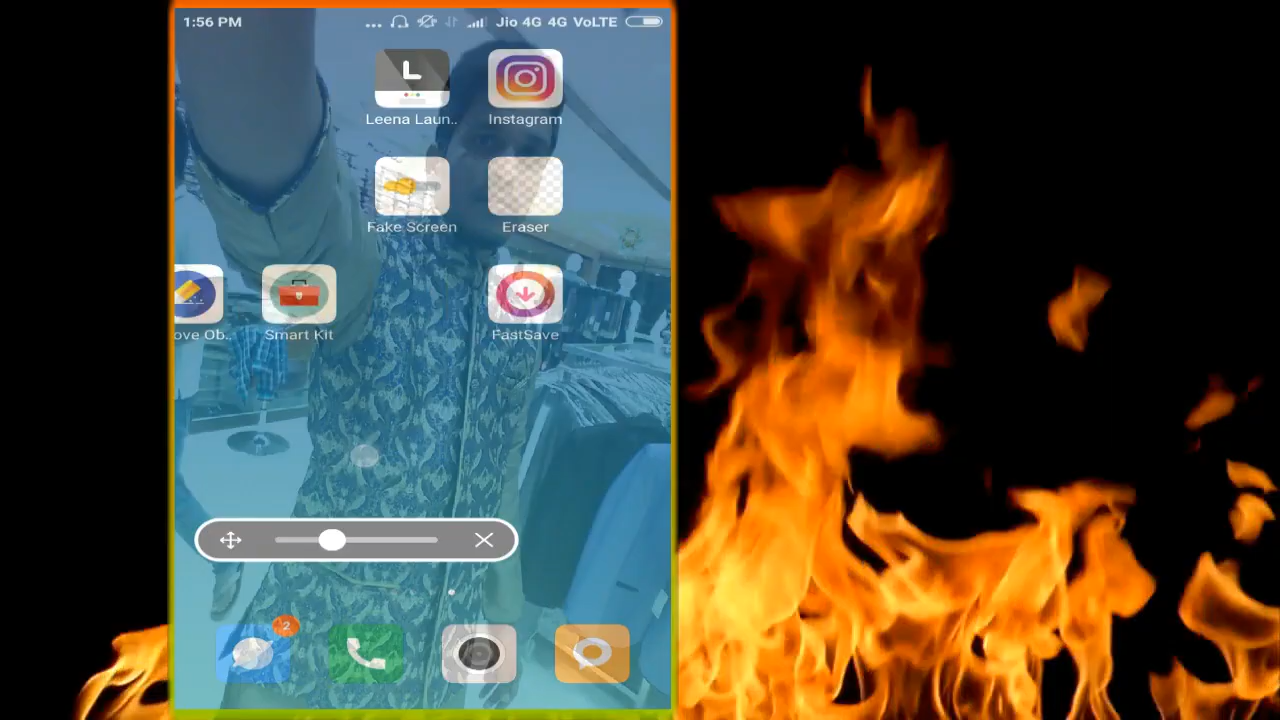 1:56 PM ... Jio 4G 4G VoLTE
Leena Laun.. Instagram
Fake Screen Eraser
ove Ob.. Smart Kit FastSave
2